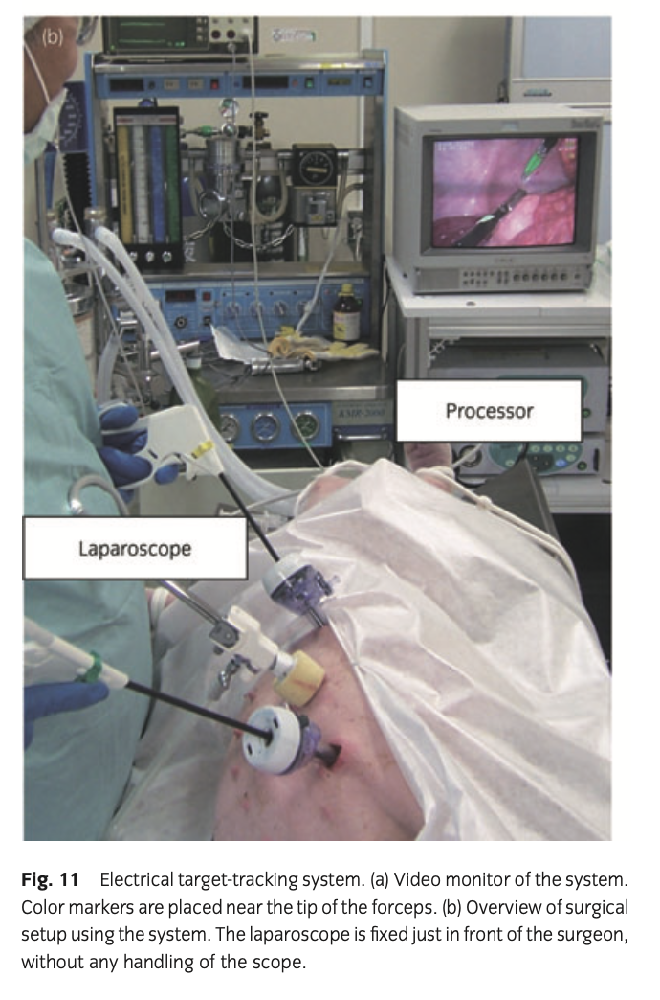 (b)
Processor
Laparoscope
Fig. 11 Electrical target-tracking system. (a) Video monitor of the system.
Color markers are placed near the tip of the forceps. (b) Overview of surgical
setup using the system. The laparoscope is fixed just in front of the surgeon,
without any handling of the scope.